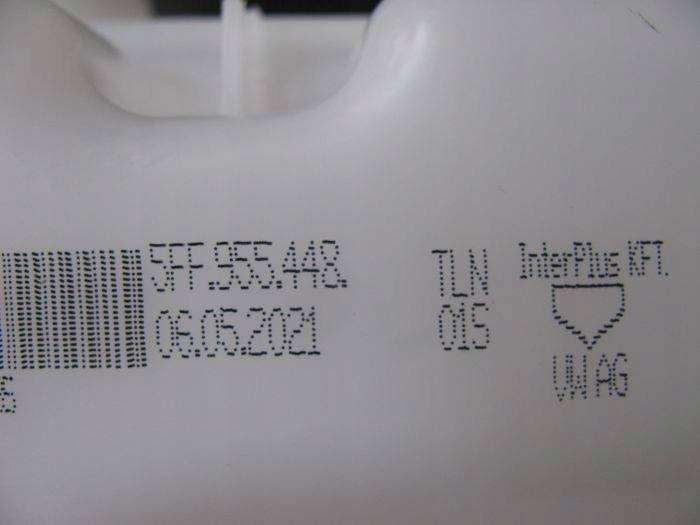 5FF.955.448.
06.05.2021
TLN
015
InterPlus KFT.
VW AG